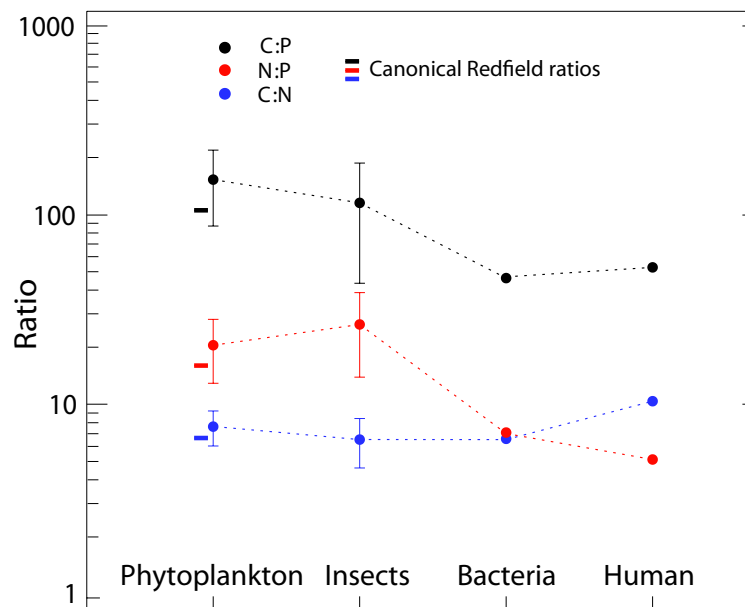 1000
C:P
N:P
C:N
Canonical Redfield ratios
100
Ratio
10
1
Phytoplankton Insects Bacteria Human